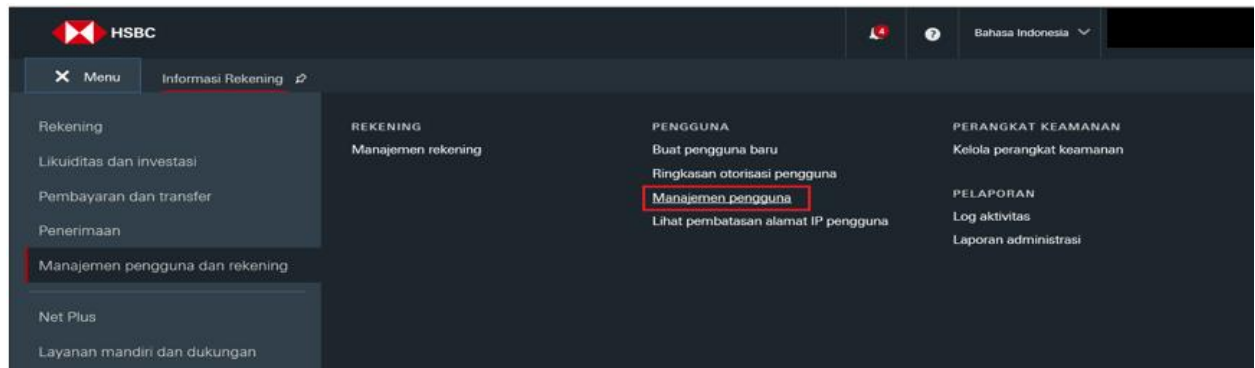 HSBC
4
?
Bahasa Indonesia
Menu
Informasi Rekening
Rekening
Likuiditas dan investasi
Pembayaran dan transfer
Penerimaan
Manajemen pengguna dan rekening
Net Plus
Layanan mandiri dan dukungan
REKENING
Manajemen rekening
PENGGUNA
Buat pengguna baru
Ringkasan otorisasi pengguna
Manajemen pengguna
Lihat pembatasan alamat IP pengguna
PERANGKAT KEAMANAN
Kelola perangkat keamanan
PELAPORAN
Log aktivitas
Laporan administrasi